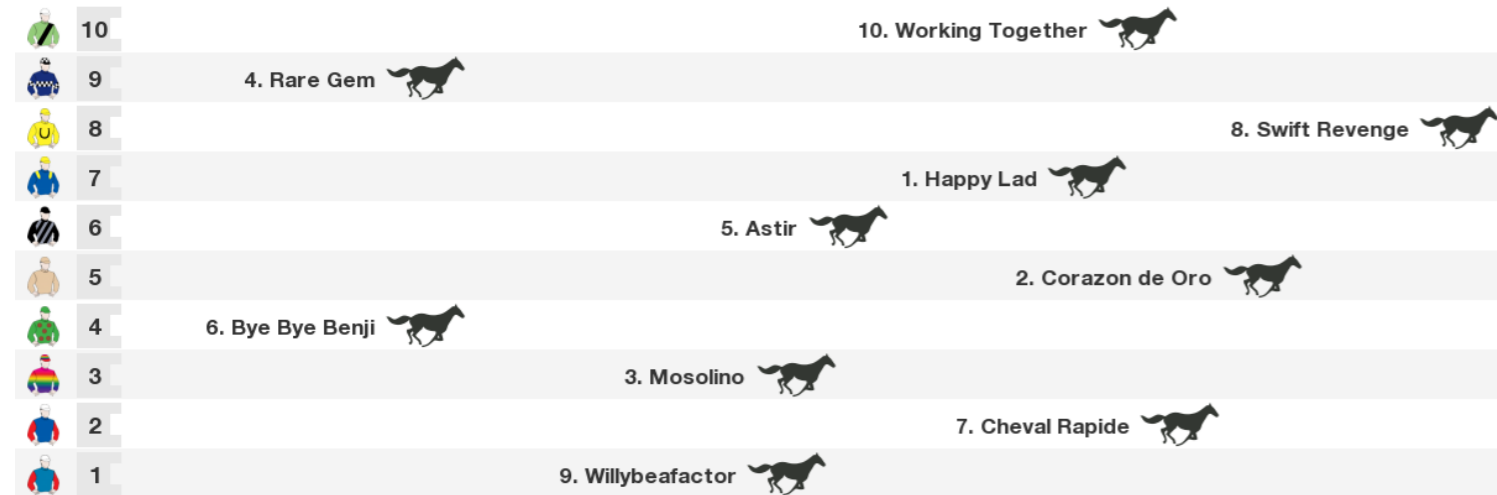 10 10. Working Together
9 4. Rare Gem
8 U 8. Swift Revenge
7 1. Happy Lad
6 5. Astir
5 2. Corazon de Oro
4 6. Bye Bye Benji
3 3. Mosolino
2 7. Cheval Rapide
1 9. Willybeafactor